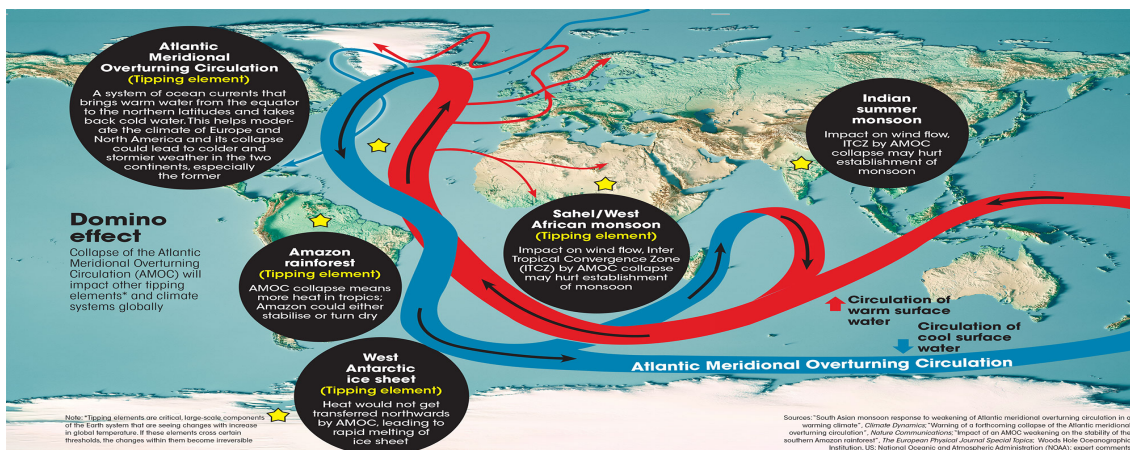 Atlantic
Meridional
Overturning Circulation
(Tipping element)
A system of ocean currents that
brings warm water from the equator
to the northern latitudes and takes
back cold water. This helps moder-
ate the climate of Europe and
North America and its collapse
could lead to colder and
stormier weather in the two
continents, especially
the former
Indian
summer
monsoon
Impact on wind flow,
ITCZ by AMOC
collapse may hurt
establishment of
monsoon
Domino
effect
Collapse of the Atlantic
Meridional Overturning
Circulation (AMOC) will
impact other tipping
elements* and climate
systems globally
Amazon
rainforest
(Tipping element)
AMOC collapse means
more heat in tropics;
Amazon could either
stabilise or turn dry
Sahel/West
African monsoon
(Tipping element)
Impact on wind flow, Inter
Tropical Convergence Zone
(ITCZ) by AMOC collapse
may hurt establishment
of monsoon
Circulation of
warm surface
water
Circulation of
cool surface
water
Atlantic Meridional Overturning Circulation
West
Antarctic
ice sheet
(Tipping element)
Heat would not get
transferred northwards
by AMOC, leading to
rapid melting of
ice sheet
Note: *Tipping elements are critical, large-scale components
of the Earth system that are seeing changes with increase
in global temperature. If these elements cross certain
thresholds, the changes within them become irreversible
Sources: "South Asian monsoon response to weakening of Atlantic meridional overturning circulation in a
warming climate", Climate Dynamics; "Warning of a forthcoming collapse of the Atlantic meridional
overturning circulation", Nature Communications; "Impact of an AMOC weakening on the stability of the
southern Amazon rainforest", The European Physical Journal Special Topics; Woods Hole Oceanographic
Institution, US; National Oceanic and Atmospheric Administration (NOAA); expert comments